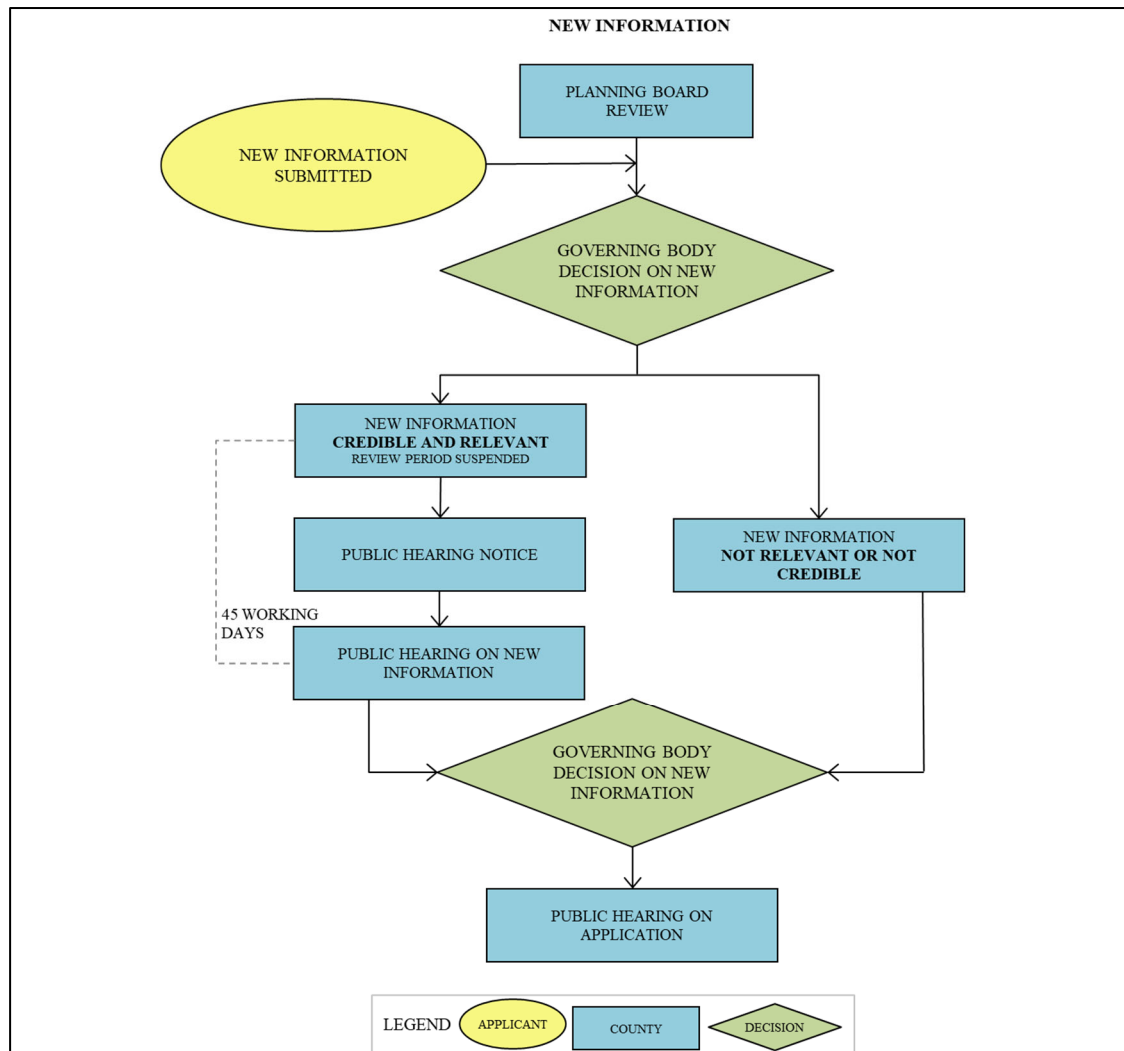 NEW INFORMATION
PLANNING BOARD
REVIEW
NEW INFORMATION
SUBMITTED
GOVERNING BODY
DECISION ON NEW
INFORMATION
NEW INFORMATION
CREDIBLE AND RELEVANT
REVIEW PERIOD SUSPENDED
PUBLIC HEARING NOTICE
NEW INFORMATION
NOT RELEVANT OR NOT
CREDIBLE
45 WORKING
DAYS
PUBLIC HEARING ON NEW
INFORMATION
GOVERNING BODY
DECISION ON NEW
INFORMATION
PUBLIC HEARING ON
APPLICATION
LEGEND
APPLICANT
COUNTY
DECISION